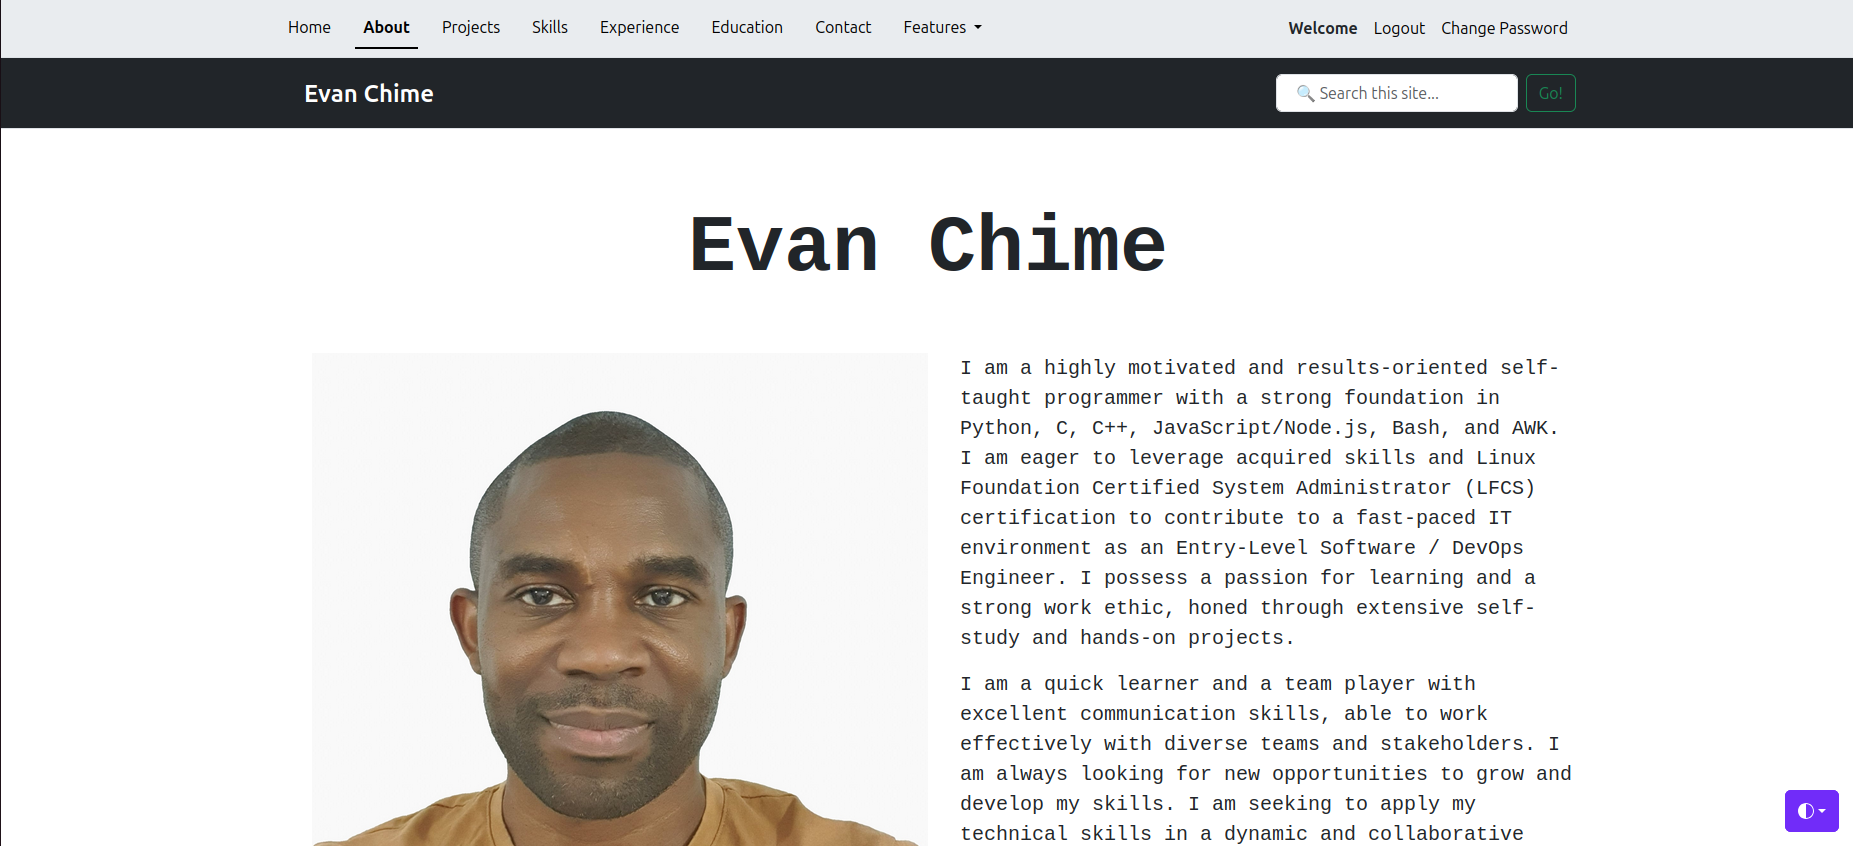 Home About Projects Skills Experience Education Contact Features Welcome Logout Change Password
Evan Chime Search this site... Go!
Evan Chime
I am a highly motivated and results-oriented self-
taught programmer with a strong foundation in
Python, C, C++, JavaScript/Node.js, Bash, and AWK.
I am eager to leverage acquired skills and Linux
Foundation Certified System Administrator (LFCS)
certification to contribute to a fast-paced IT
environment as an Entry-Level Software / DevOps
Engineer. I possess a passion for learning and a
strong work ethic, honed through extensive self-
study and hands-on projects.
I am a quick learner and a team player with
excellent communication skills, able to work
effectively with diverse teams and stakeholders. I
am always looking for new opportunities to grow and
develop my skills. I am seeking to apply my
technical skills in a dynamic and collaborative